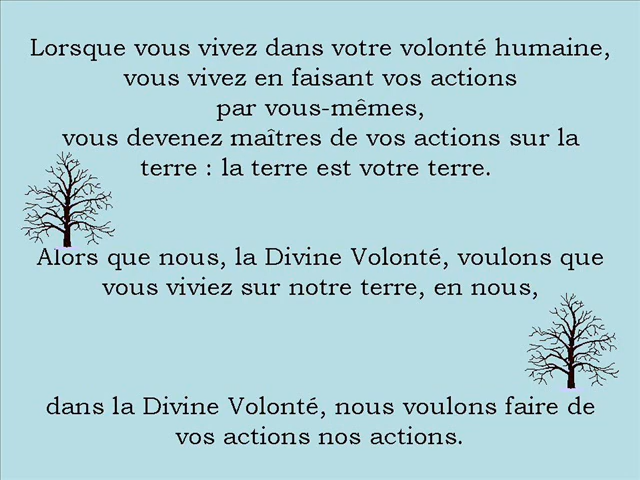 Lorsque vous vivez dans votre volonté humaine,
vous vivez en faisant vos actions
par vous-mêmes,
vous devenez maîtres de vos actions sur la
terre : la terre est votre terre.
Alors que nous, la Divine Volonté, voulons que
vous viviez sur notre terre, en nous,
dans la Divine Volonté, nous voulons faire de
vos actions nos actions.